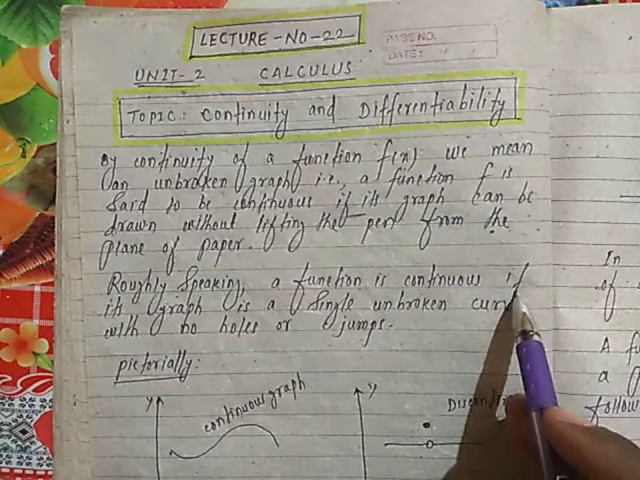 LECTURE-NO-22
PAGE NO.
DATE:
UNIT-2 CALCULUS
TOPIC: Continuity and Differentiability
By continuity of a function f(x) we mean
an unbroken graph i.e., a function f is
said to be continuous if its graph can be
drawn without lifting the pen from the
plane of paper.
Roughly Speaking, a function is continuous if
its graph is a single unbroken
with no holes or jumps.
pictorially:
y continuous graph
y
In
of
A
a
follow